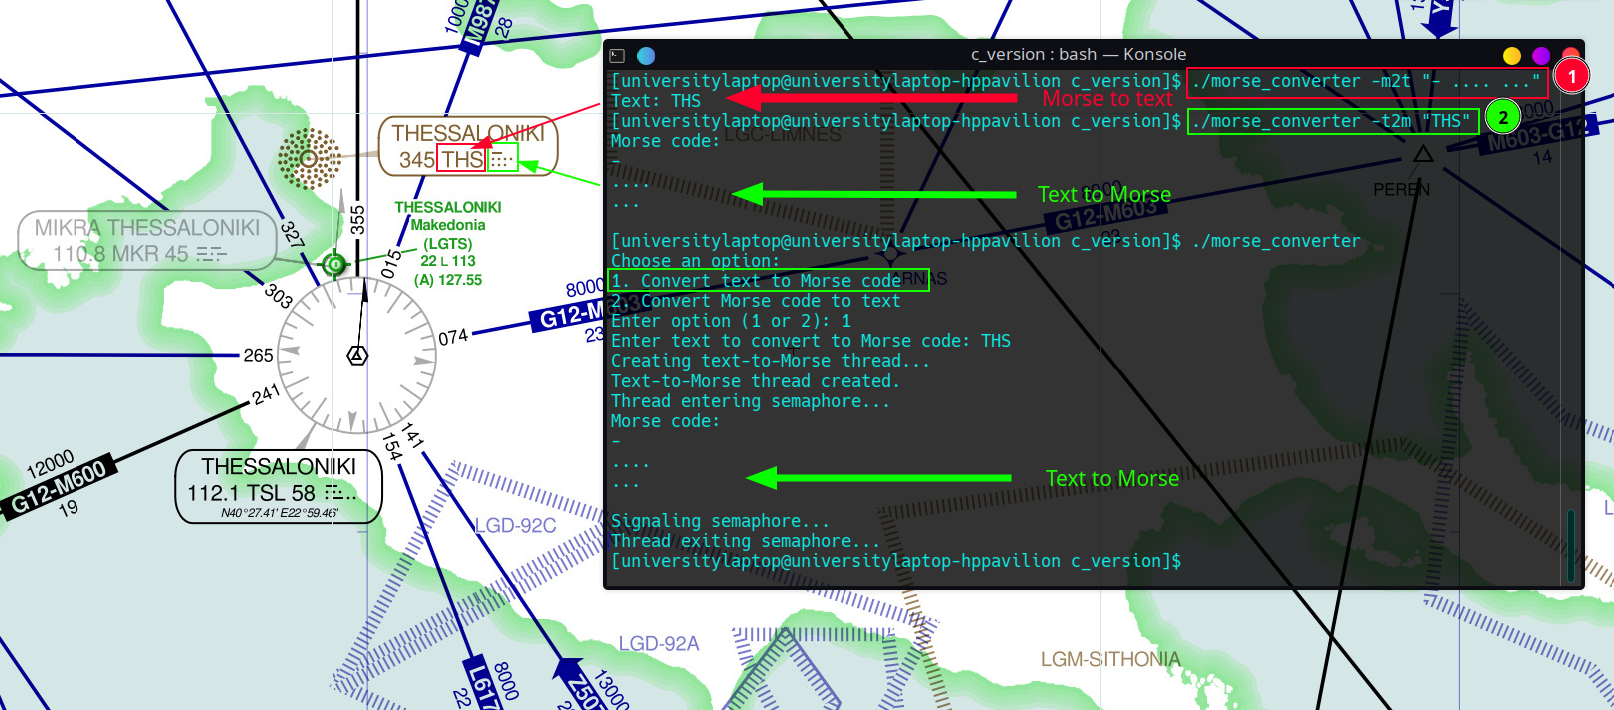 1000
M987
28
THESSALONIKI
345 THS
MIKRA THESSALONIKI
110.8 MKR 45
THESSALONIKI
Makedonia
(LGTS)
22 L 113
(A) 127.55
327
355
015
303
8000
G12-M603
23
074
265
241
154
141
12000
G12-M600
19
THESSALONIKI
112.1 TSL 58
N40°27.41' E22°59.46'
LGD-92C
LGD-92A
L617
8000
22
Z507
13000
LGM-SITHONIA
c_version : bash — Konsole
[universitylaptop@universitylaptop-hppavilion c_version]$ ./morse_converter -m2t "- .... ..."
1
Text: THS
Morse to text
[universitylaptop@universitylaptop-hppavilion c_version]$ ./morse_converter -t2m "THS"
2
Morse code:
-
....
...
Text to Morse
[universitylaptop@universitylaptop-hppavilion c_version]$ ./morse_converter
Choose an option:
1. Convert text to Morse code
2. Convert Morse code to text
Enter option (1 or 2): 1
Enter text to convert to Morse code: THS
Creating text-to-Morse thread...
Text-to-Morse thread created.
Thread entering semaphore...
Morse code:
-
....
...
Text to Morse
Signaling semaphore...
Thread exiting semaphore...
[universitylaptop@universitylaptop-hppavilion c_version]$
LGC-LIMNES
G12-M603
M603-G12
14
PEREN